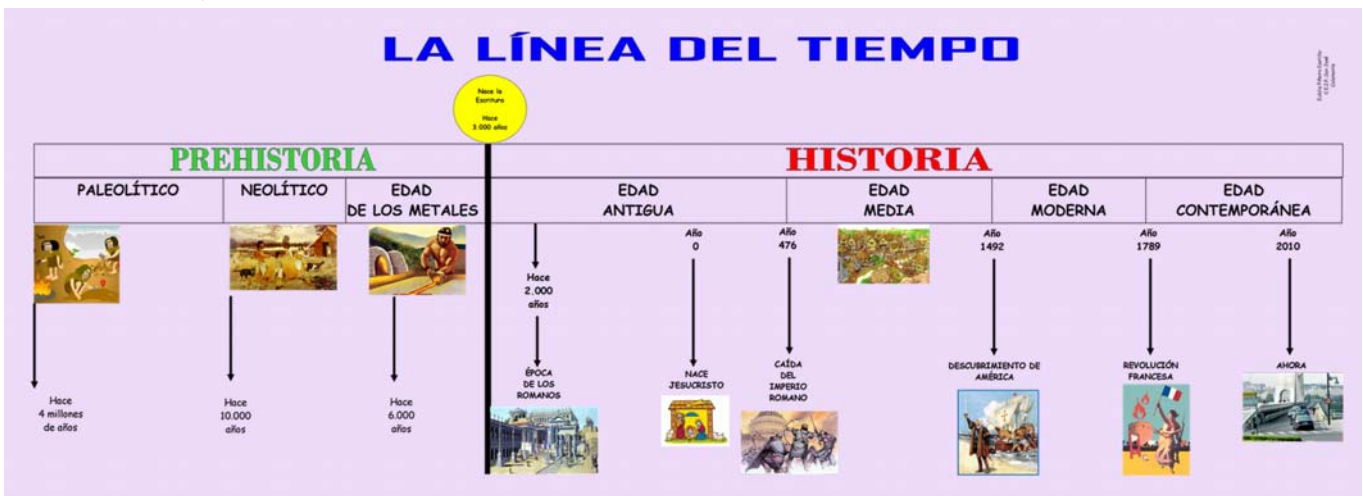 LA LÍNEA DEL TIEMPO
Nace la
Escritura
Hace
3.000 años
PREHISTORIA
HISTORIA
PALEOLÍTICO
NEOLÍTICO
EDAD
DE LOS METALES
EDAD
ANTIGUA
EDAD
MEDIA
EDAD
MODERNA
EDAD
CONTEMPORÁNEA
Hace
4 millones
de años
Hace
10.000
años
Hace
6.000
años
Hace
2.000
años
ÉPOCA
DE LOS
ROMANOS
Año
0
NACE
JESUCRISTO
Año
476
CAÍDA
DEL
IMPERIO
ROMANO
Año
1492
DESCUBRIMIENTO DE
AMÉRICA
Año
1789
REVOLUCIÓN
FRANCESA
Año
2010
AHORA